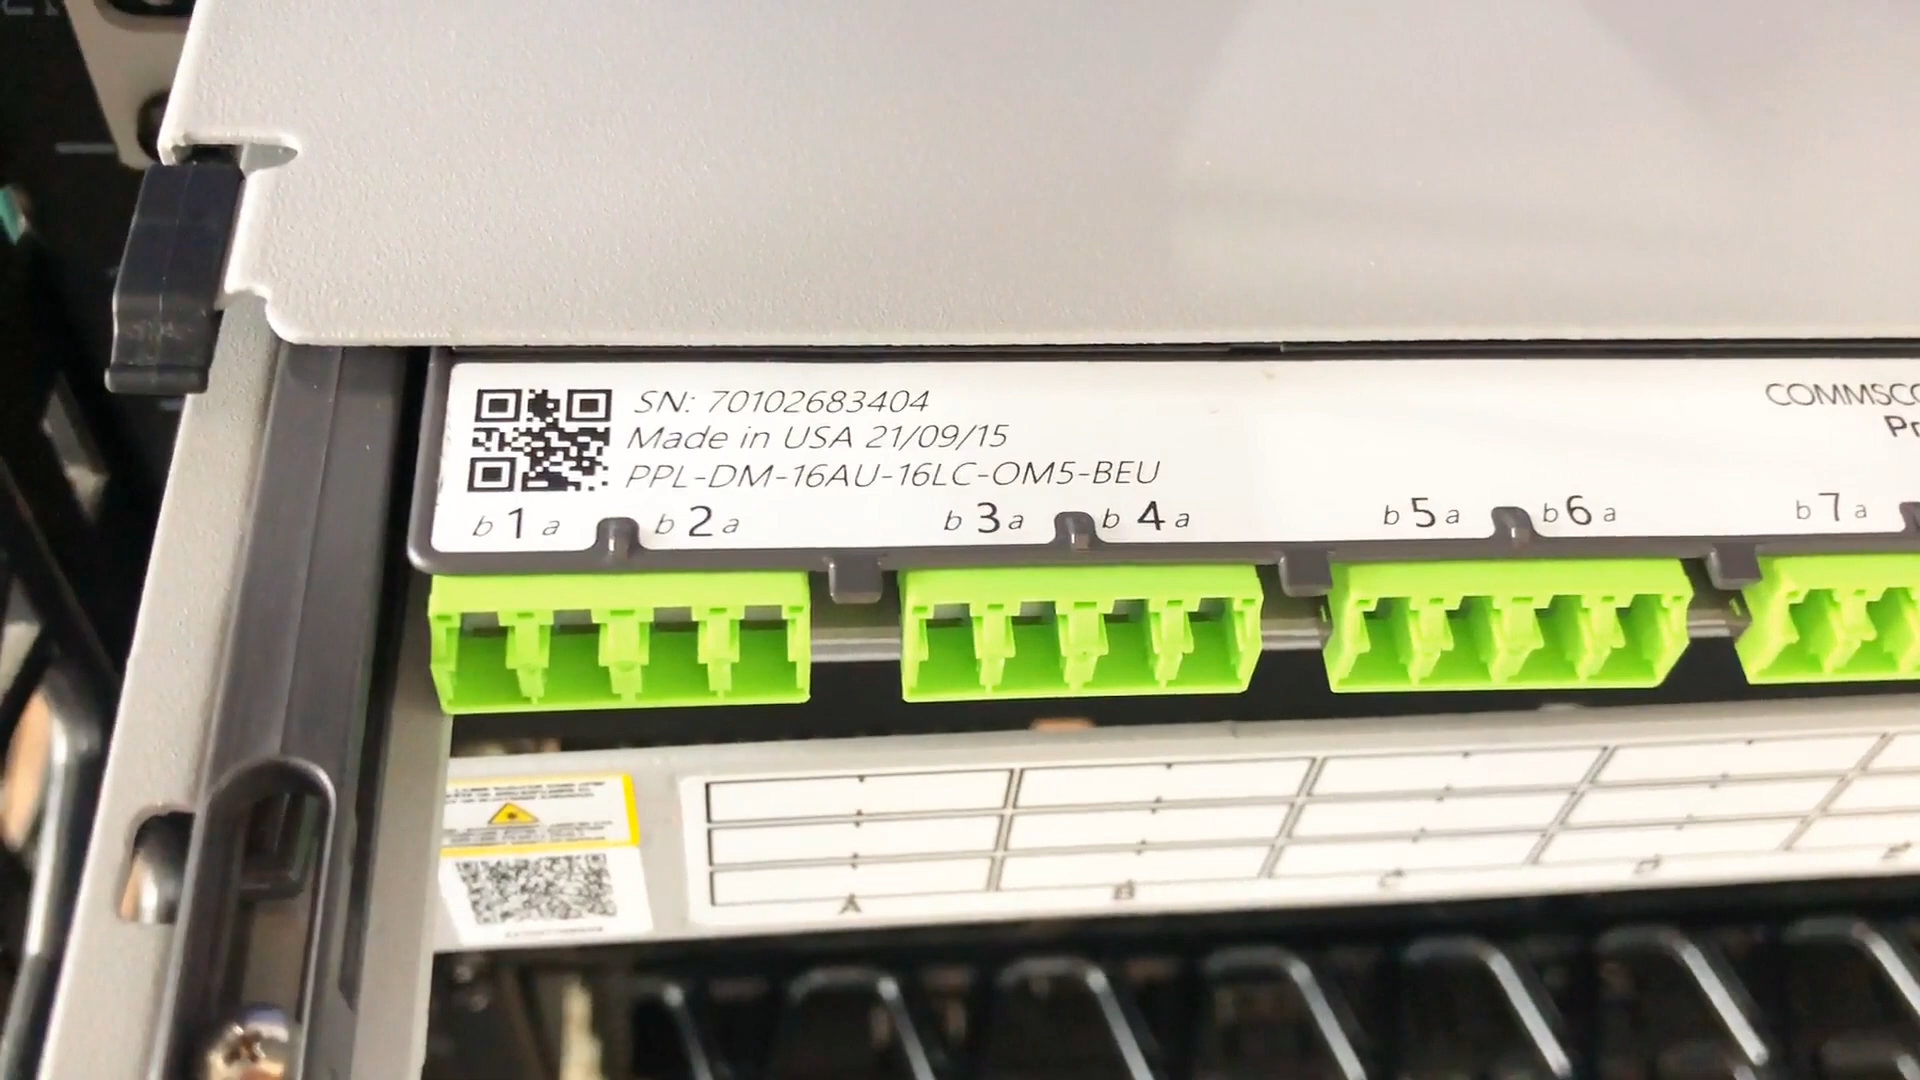 SN: 70102683404
Made in USA 21/09/15
PPL-DM-16AU-16LC-OM5-BEU
COMMSCO
Pr
b 1 a b 2 a b 3 a b 4 a b 5 a b 6 a b 7 a
A B C D E